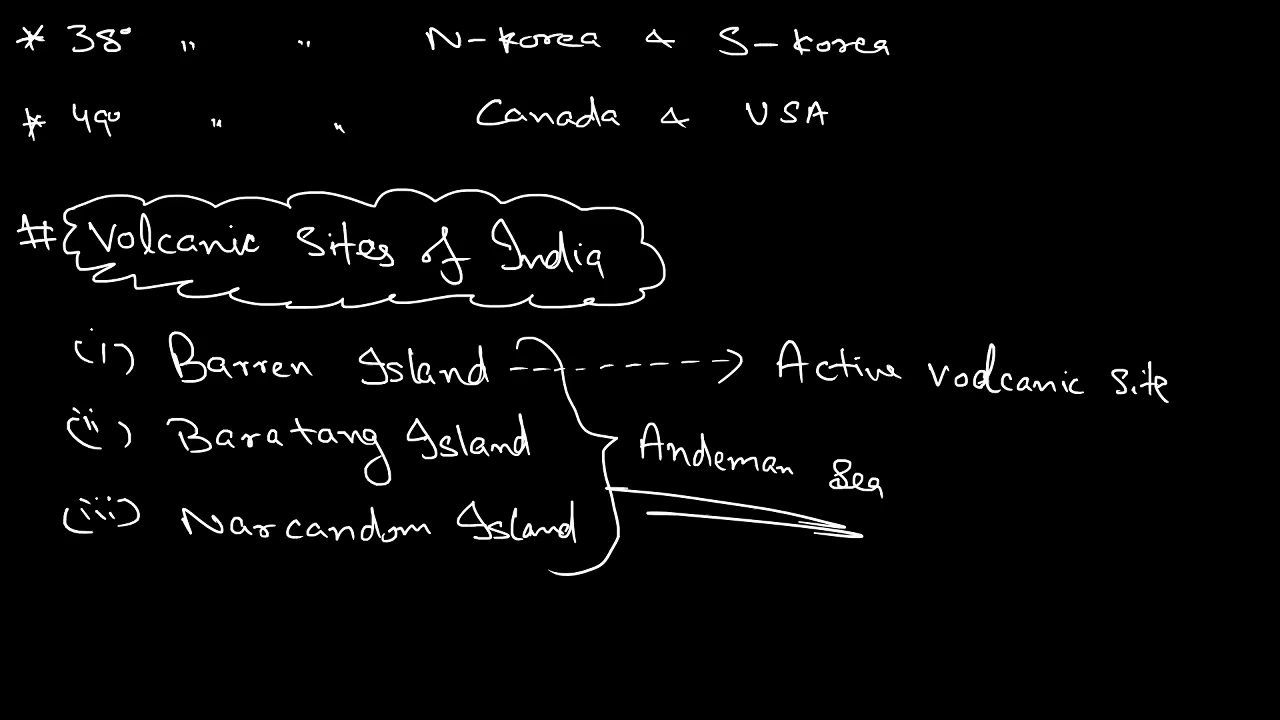 * 38° " " N-Korea & S-Korea
* 49° " " Canada & USA
# Volcanic Sites of India
(i) Barren Island ------> Active vodcanic site
(ii) Baratang Island
Andeman Sea
(iii) Narcandom Island